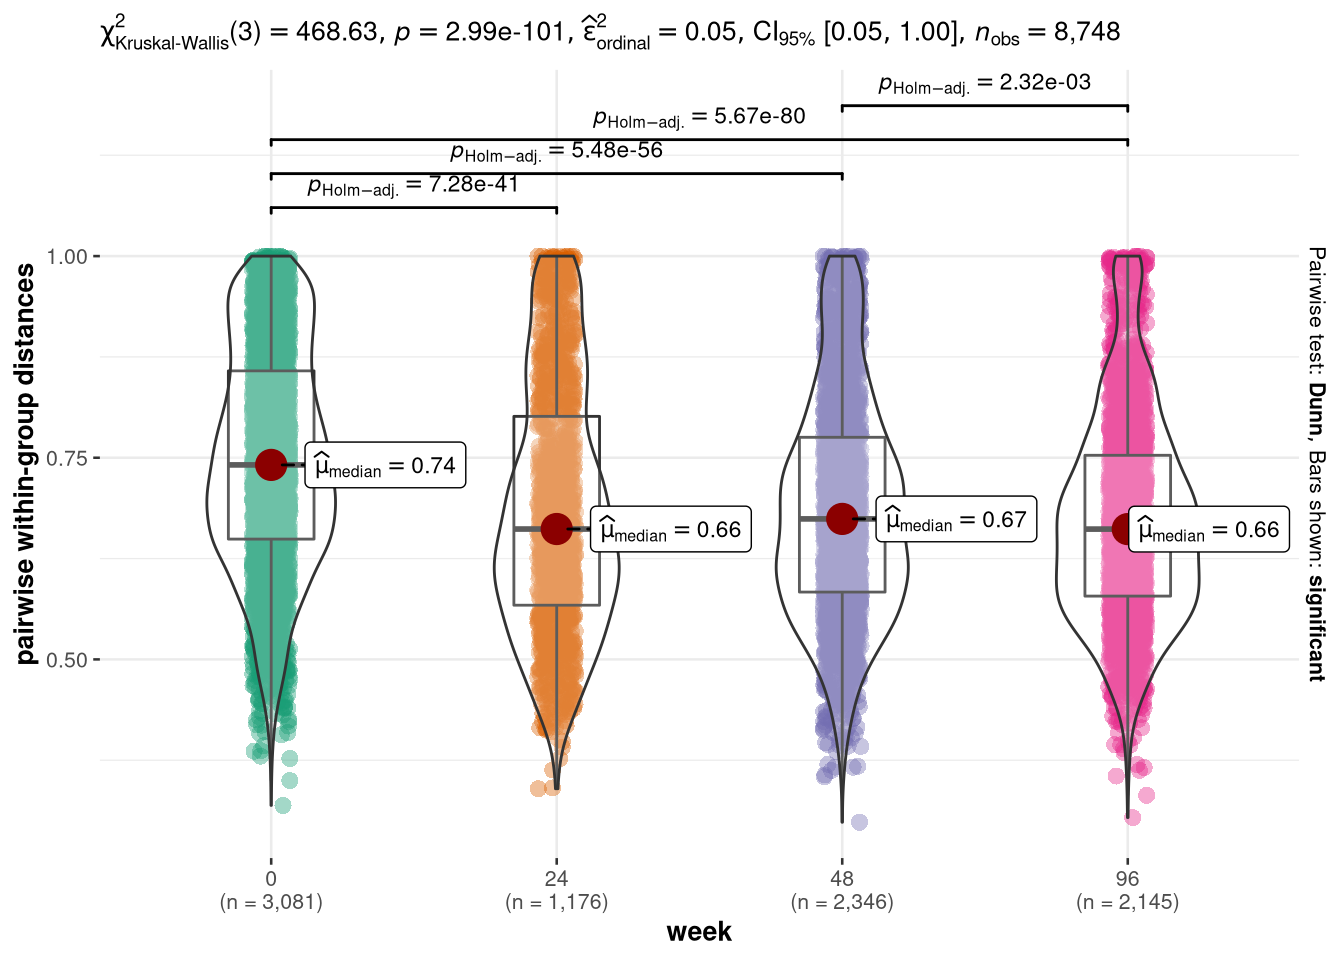 χ²Kruskal-Wallis(3) = 468.63, p = 2.99e-101, ε̂²ordinal = 0.05, CI95% [0.05, 1.00], nobs = 8,748
pHolm−adj. = 2.32e-03
pHolm−adj. = 5.67e-80
pHolm−adj. = 5.48e-56
pHolm−adj. = 7.28e-41
pairwise within-group distances
1.00
0.75
0.50
μ̂median = 0.74
μ̂median = 0.66
μ̂median = 0.67
μ̂median = 0.66
Pairwise test: Dunn, Bars shown: significant
0
(n = 3,081)
24
(n = 1,176)
48
(n = 2,346)
96
(n = 2,145)
week